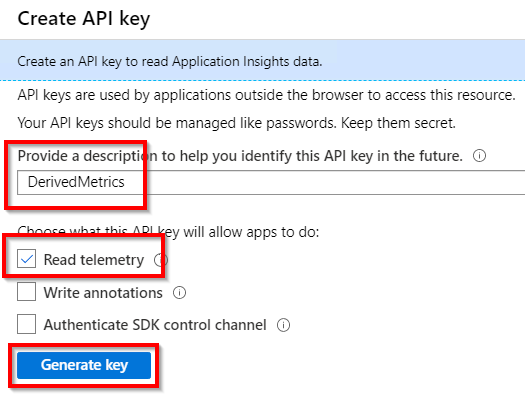 Create API key
Create an API key to read Application Insights data.
API keys are used by applications outside the browser to access this resource.
Your API keys should be managed like passwords. Keep them secret.
Provide a description to help you identify this API key in the future.
DerivedMetrics
Choose what this API key will allow apps to do:
Read telemetry
Write annotations
Authenticate SDK control channel
Generate key